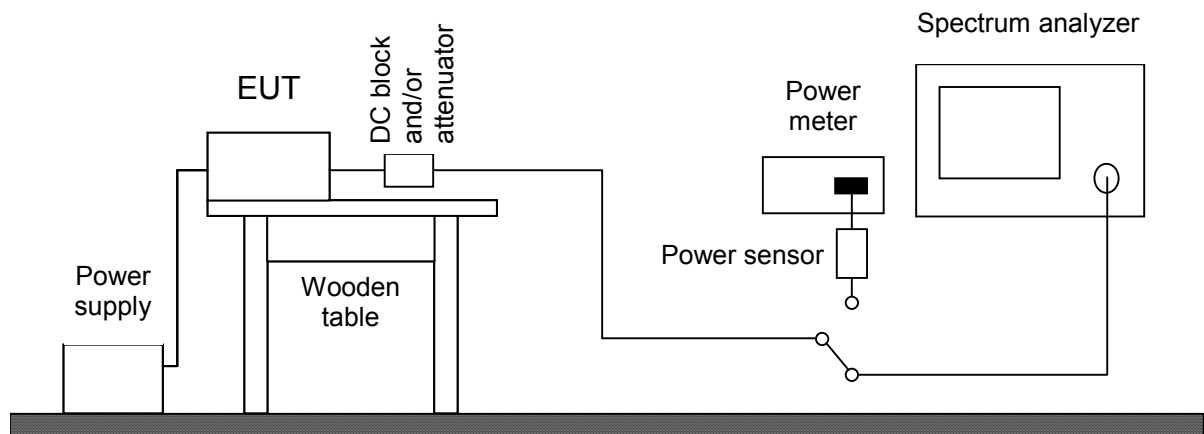 Spectrum analyzer
EUT
DC block
and/or
attenuator
Power
meter
Power sensor
Power
supply
Wooden
table